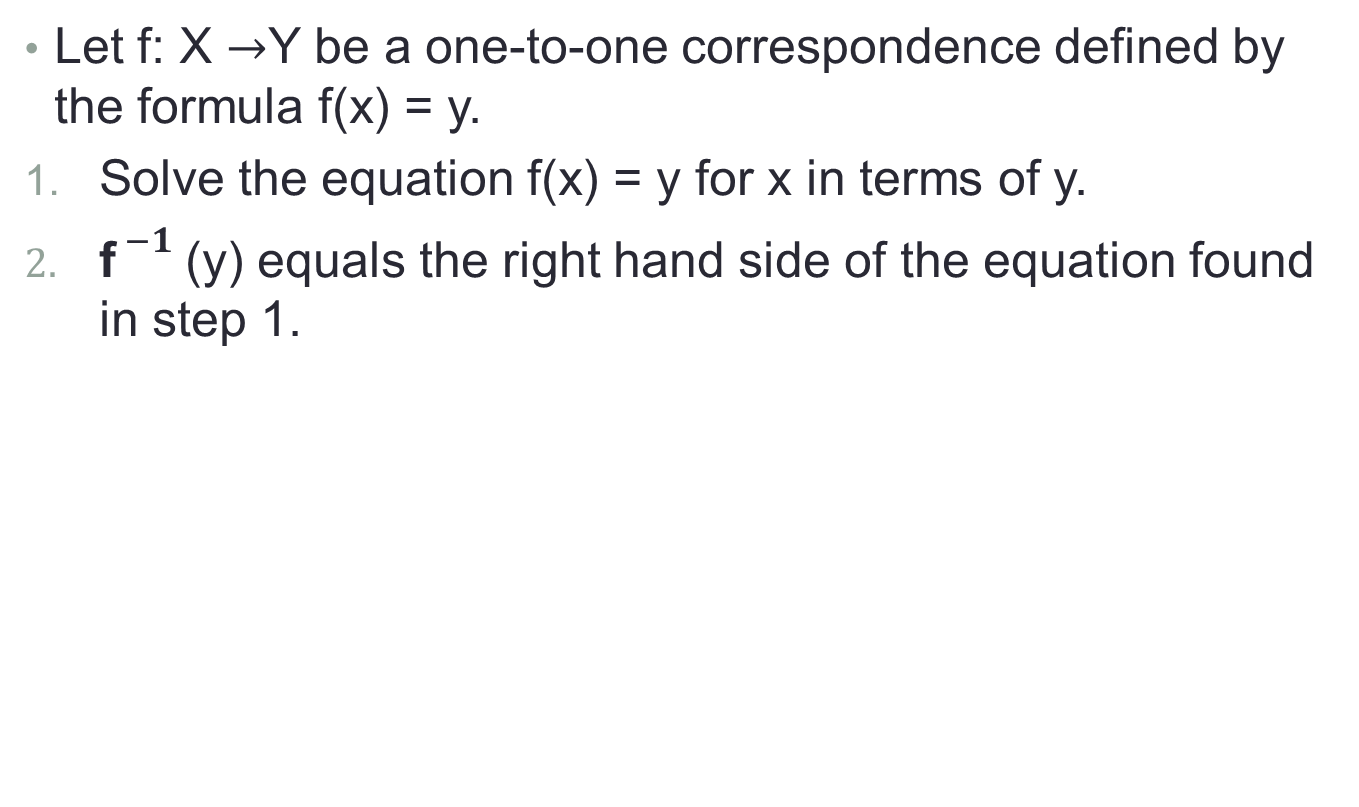 • Let f: X →Y be a one-to-one correspondence defined by
the formula f(x) = y.
1. Solve the equation f(x) = y for x in terms of y.
2. f⁻¹ (y) equals the right hand side of the equation found
in step 1.